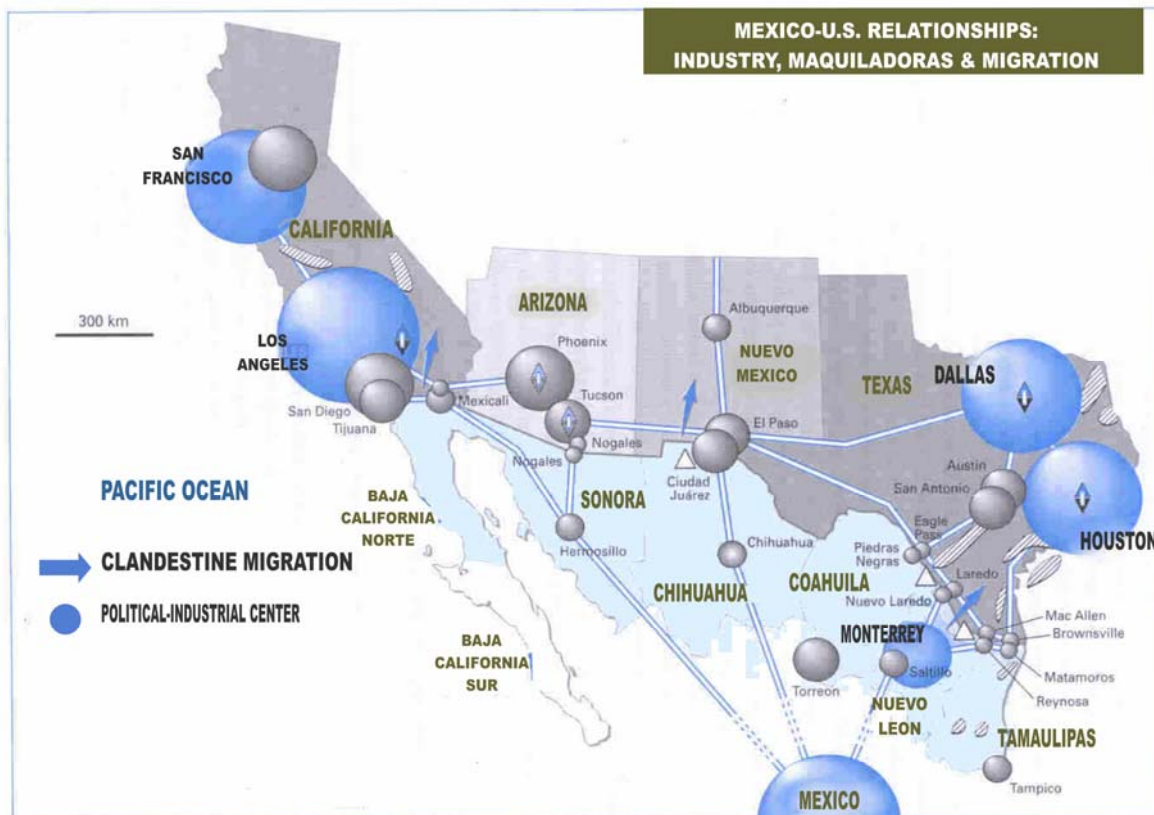 MEXICO-U.S. RELATIONSHIPS:
INDUSTRY, MAQUILADORAS & MIGRATION
SAN
FRANCISCO
CALIFORNIA
300 km
LOS
ANGELES
San Diego
Tijuana
Mexicali
ARIZONA
Phoenix
Tucson
Nogales
Nogales
Albuquerque
NUEVO
MEXICO
El Paso
Ciudad
Juárez
TEXAS
DALLAS
Austin
San Antonio
HOUSTON
Eagle
Pass
Piedras
Negras
Laredo
Nuevo Laredo
Mac Allen
Brownsville
Matamoros
Reynosa
PACIFIC OCEAN
BAJA
CALIFORNIA
NORTE
SONORA
Hermosillo
Chihuahua
CHIHUAHUA
COAHUILA
MONTERREY
Saltillo
Torreon
NUEVO
LEON
TAMAULIPAS
Tampico
CLANDESTINE MIGRATION
POLITICAL-INDUSTRIAL CENTER
BAJA
CALIFORNIA
SUR
MEXICO